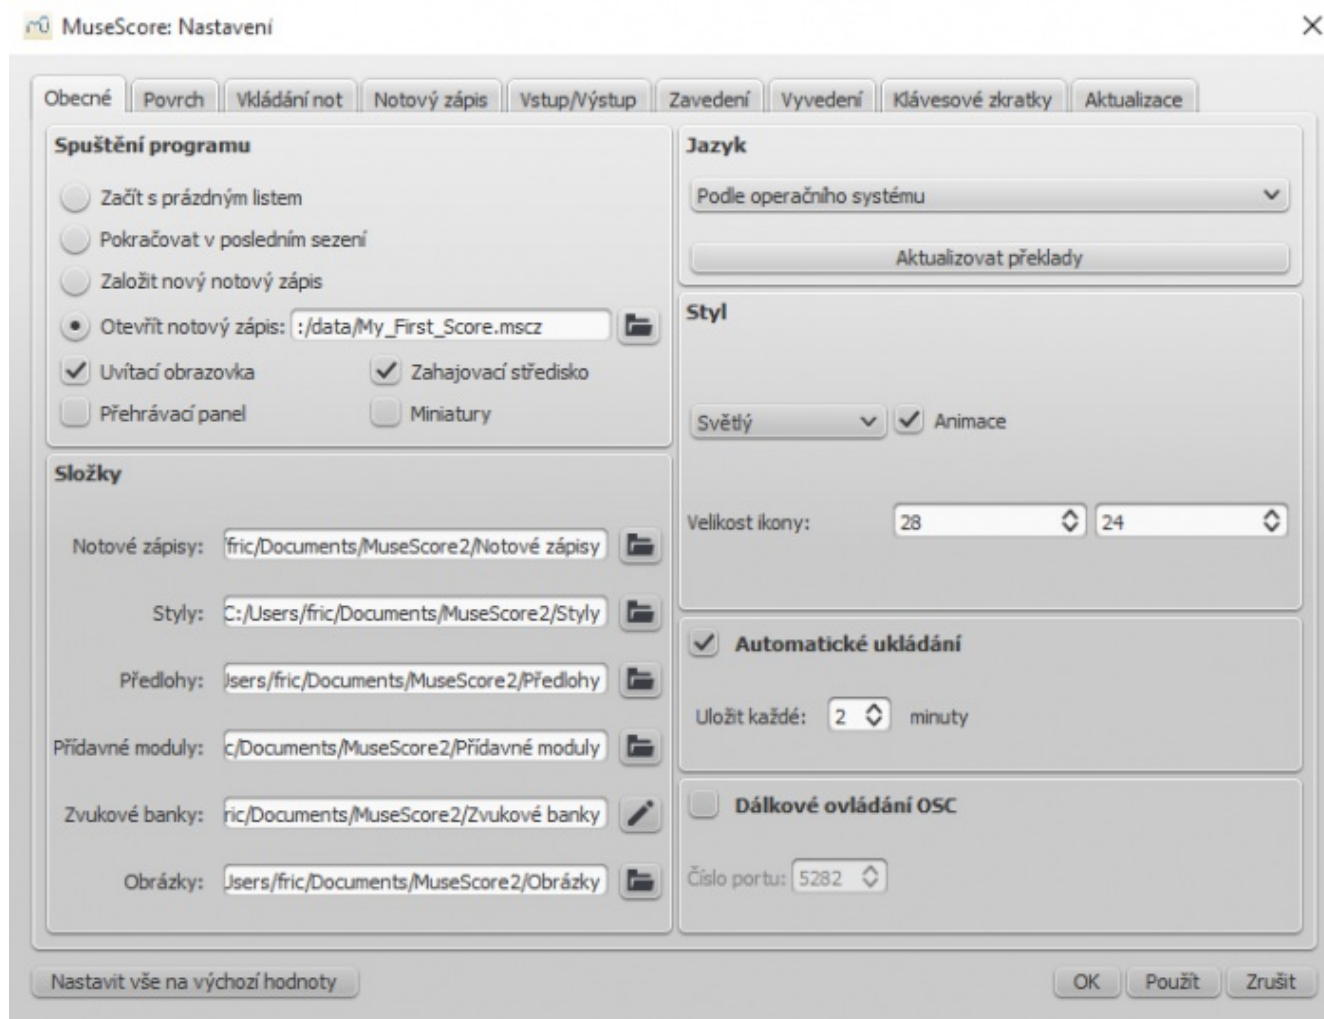 MuseScore: Nastavení
Obecné Povrch Vkládání not Notový zápis Vstup/Výstup Zavedení Vyvedení Klávesové zkratky Aktualizace
Spuštění programu
Začít s prázdným listem
Pokračovat v posledním sezení
Založit nový notový zápis
Otevřít notový zápis: :/data/My_First_Score.mscz
Uvítací obrazovka Zahajovací středisko
Přehrávací panel Miniatury
Složky
Notové zápisy: fric/Documents/MuseScore2/Notové zápisy
Styly: C:/Users/fric/Documents/MuseScore2/Styly
Předlohy: Users/fric/Documents/MuseScore2/Předlohy
Přídavné moduly: c/Documents/MuseScore2/Přídavné moduly
Zvukové banky: ric/Documents/MuseScore2/Zvukové banky
Obrázky: Users/fric/Documents/MuseScore2/Obrázky
Jazyk
Podle operačního systému
Aktualizovat překlady
Styl
Světlý Animace
Velikost ikony: 28 24
Automatické ukládání
Uložit každé: 2 minuty
Dálkové ovládání OSC
Číslo portu: 5282
Nastavit vše na výchozí hodnoty OK Použít Zrušit